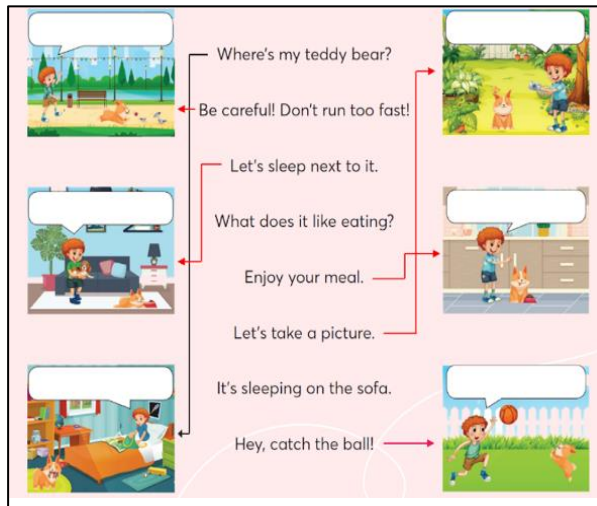 Where's my teddy bear?
Be careful! Don't run too fast!
Let's sleep next to it.
What does it like eating?
Enjoy your meal.
Let's take a picture.
It's sleeping on the sofa.
Hey, catch the ball!